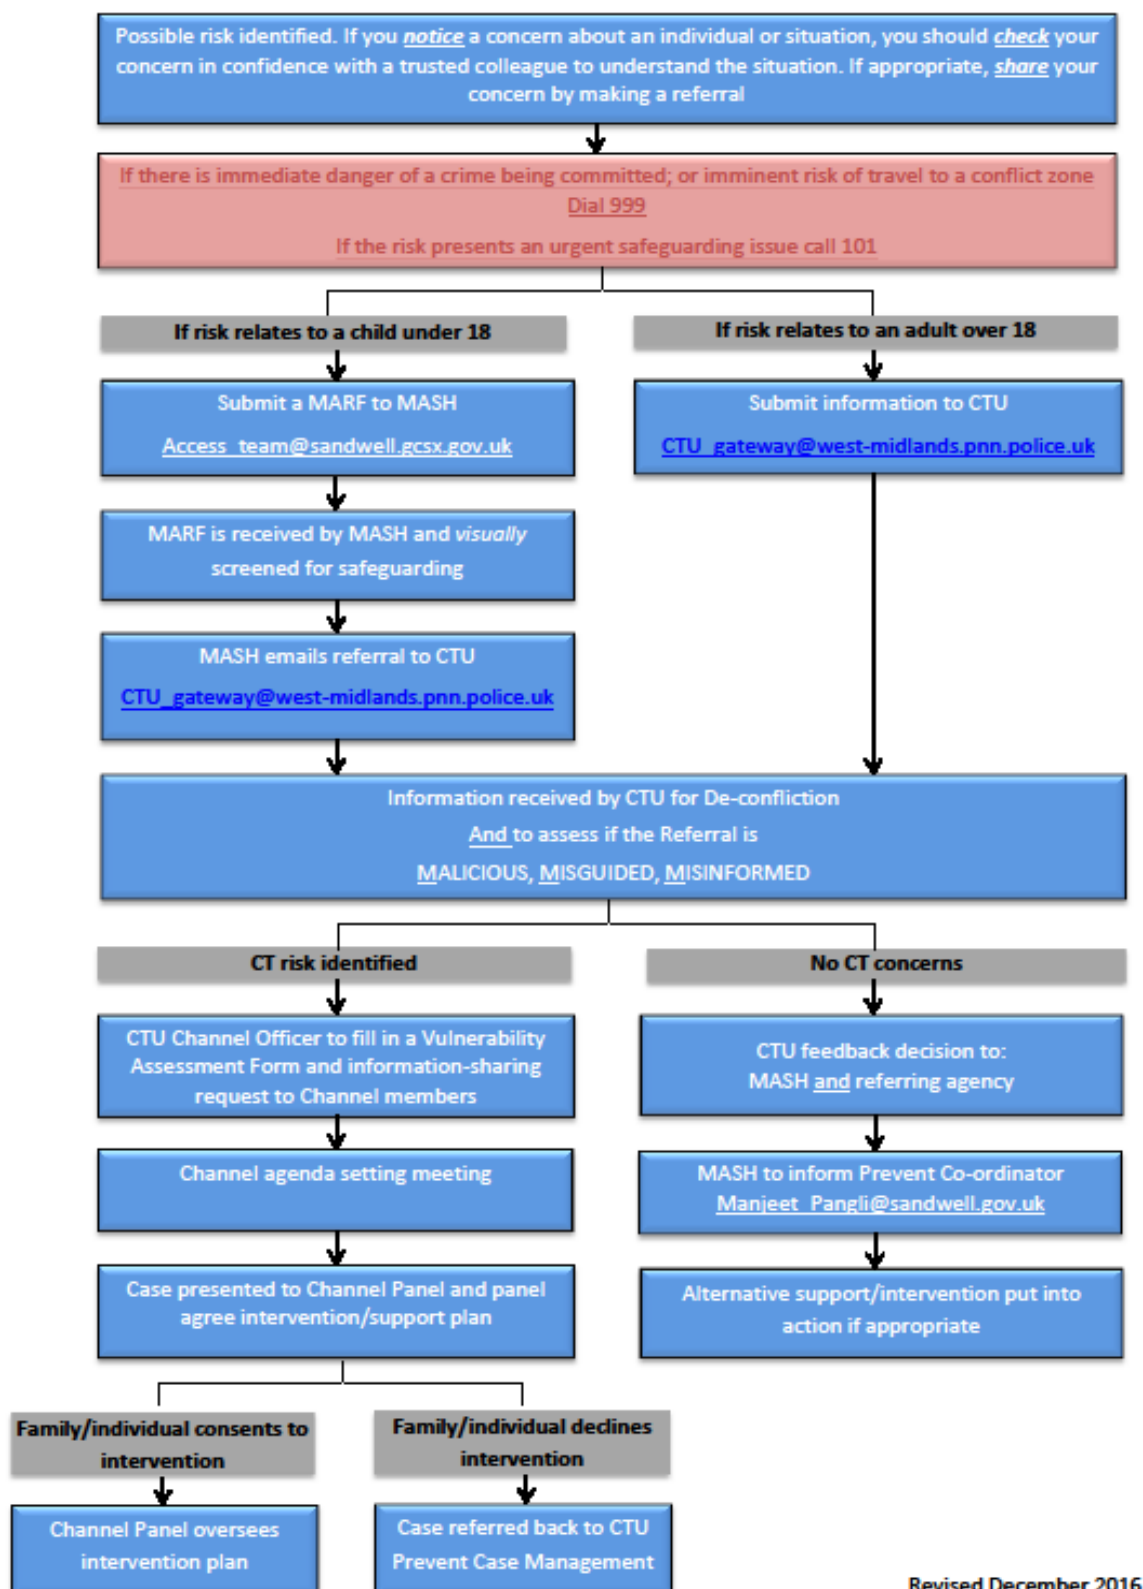 Possible risk identified. If you notice a concern about an individual or situation, you should check your
concern in confidence with a trusted colleague to understand the situation. If appropriate, share your
concern by making a referral
If there is immediate danger of a crime being committed; or imminent risk of travel to a conflict zone
Dial 999
If the risk presents an urgent safeguarding issue call 101
If risk relates to a child under 18
If risk relates to an adult over 18
Submit a MARF to MASH
Access_team@sandwell.gcsx.gov.uk
Submit information to CTU
CTU_gateway@west-midlands.pnn.police.uk
MARF is received by MASH and visually
screened for safeguarding
MASH emails referral to CTU
CTU_gateway@west-midlands.pnn.police.uk
Information received by CTU for De-confliction
And to assess if the Referral is
MALICIOUS, MISGUIDED, MISINFORMED
CT risk identified
No CT concerns
CTU Channel Officer to fill in a Vulnerability
Assessment Form and information-sharing
request to Channel members
CTU feedback decision to:
MASH and referring agency
Channel agenda setting meeting
MASH to inform Prevent Co-ordinator
Manjeet_Pangli@sandwell.gov.uk
Case presented to Channel Panel and panel
agree intervention/support plan
Alternative support/intervention put into
action if appropriate
Family/individual consents to
intervention
Family/individual declines
intervention
Channel Panel oversees
intervention plan
Case referred back to CTU
Prevent Case Management
Revised December 2016